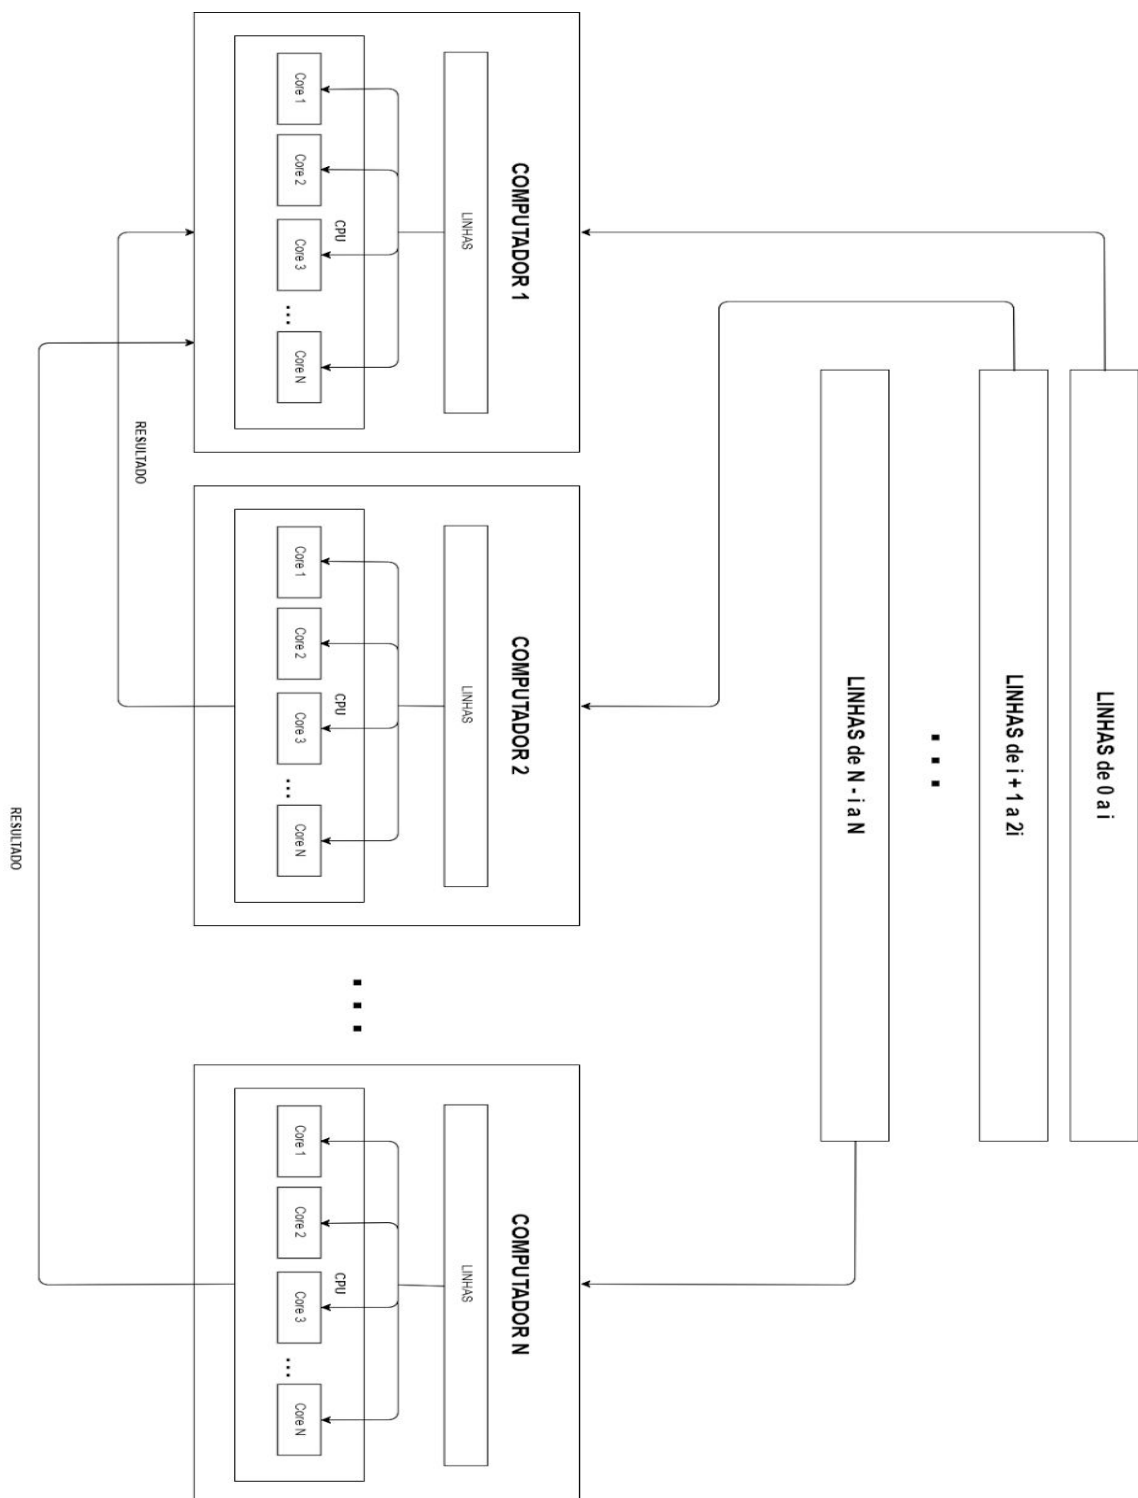 LINHAS de 0 a i
LINHAS de i + 1 a 2i
...
LINHAS de N - i a N
COMPUTADOR 1
LINHAS
CPU
Core 1
Core 2
Core 3
...
Core N
COMPUTADOR 2
LINHAS
CPU
Core 1
Core 2
Core 3
...
Core N
...
COMPUTADOR N
LINHAS
CPU
Core 1
Core 2
Core 3
...
Core N
RESULTADO
RESULTADO